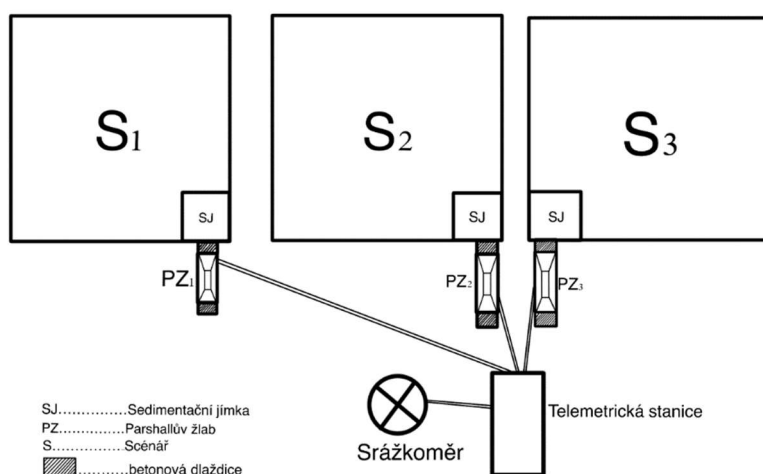 S1
S2
S3
SJ
SJ
SJ
PZ1
PZ2
PZ3
Telemetrická stanice
Srážkoměr
SJ..............Sedimentační jímka
PZ..............Parshallův žlab
S................Scénář
..........betonová dlaždice